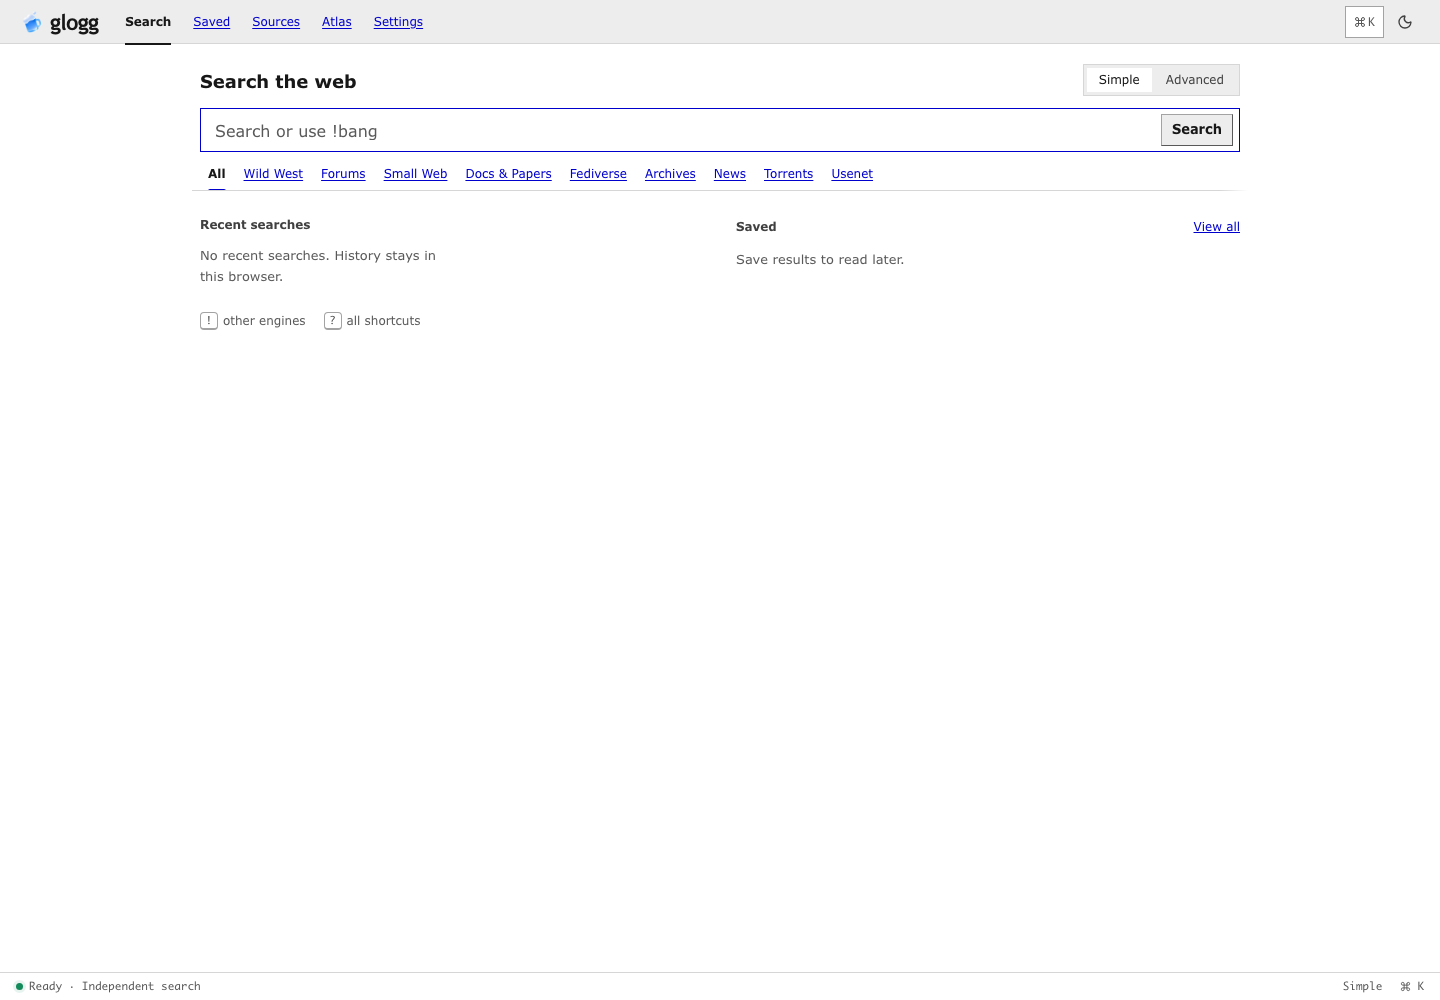 glogg Search Saved Sources Atlas Settings ⌘K
Search the web Simple Advanced
Search or use !bang Search
All Wild West Forums Small Web Docs & Papers Fediverse Archives News Torrents Usenet
Recent searches
No recent searches. History stays in
this browser.
! other engines ? all shortcuts
Saved View all
Save results to read later.
Ready · Independent search Simple ⌘ K